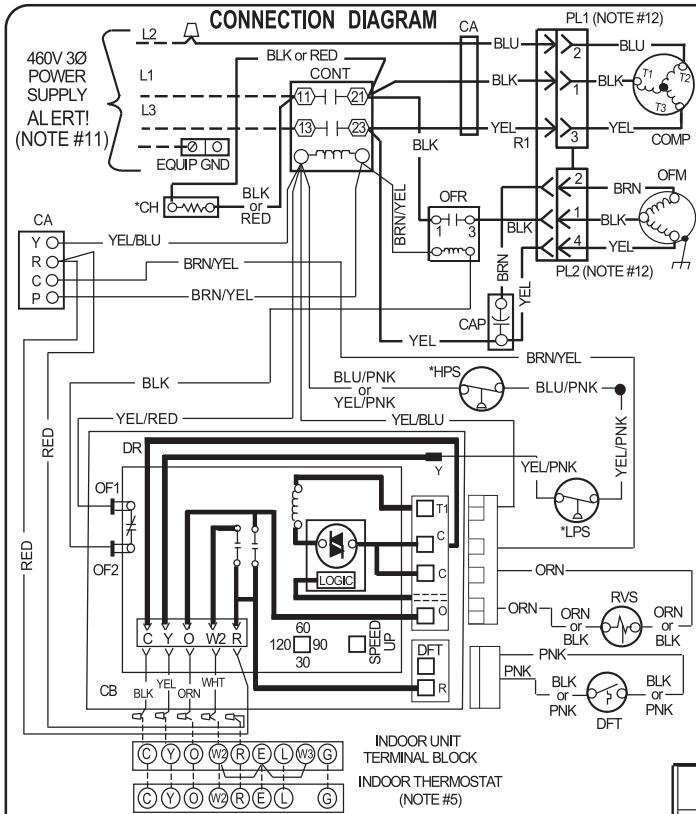 CONNECTION DIAGRAM
460V 3Ø
POWER
SUPPLY
ALERT!
(NOTE #11)
L2
L1
L3
EQUIP GND
BLK or RED
CONT
11
21
13
23
CA
PL1 (NOTE #12)
BLU
2
BLU
BLK
1
BLK
YEL
R1
3
YEL
T1
T2
T3
COMP
*CH
BLK
or
RED
BLK
BRN/YEL
OFR
1
3
BLK
2
BRN
1
BLK
4
YEL
OFM
PL2 (NOTE #12)
CA
Y
R
C
P
YEL/BLU
BRN/YEL
BRN/YEL
BRN
YEL
CAP
YEL
BRN/YEL
BLK
BLU/PNK
or
YEL/PNK
*HPS
BLU/PNK
YEL/RED
YEL/BLU
YEL/PNK
YEL/PNK
*LPS
RED
RED
DR
Y
OF1
OF2
LOGIC
T1
C
C
O
C
Y
O
W2
R
60
120
90
30
SPEED
UP
DFT
R
ORN
ORN
ORN
or
BLK
RVS
ORN
or
BLK
PNK
PNK
BLK
or
PNK
DFT
BLK
or
PNK
CB
BLK
YEL
ORN
WHT
C
Y
O
W2
R
E
L
W3
G
INDOOR UNIT
TERMINAL BLOCK
C
Y
O
W2
R
E
L
G
INDOOR THERMOSTAT
(NOTE #5)